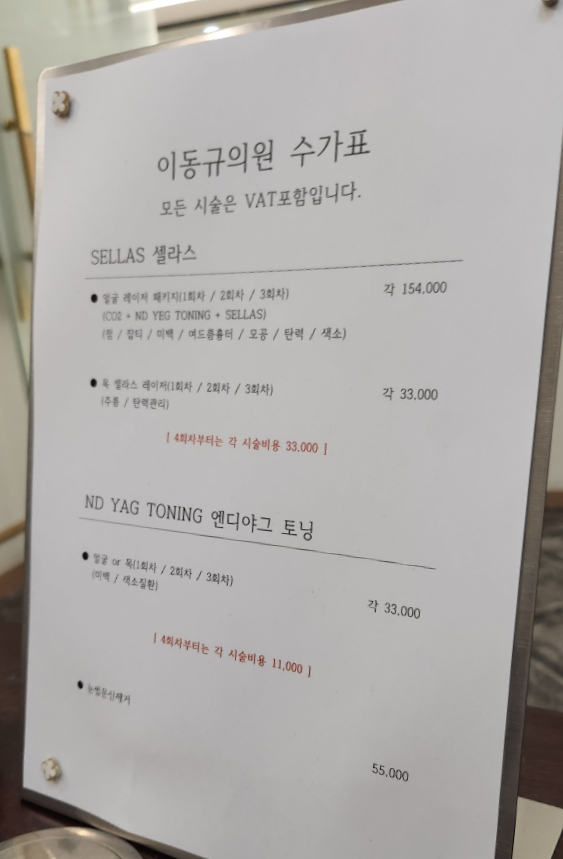 이동규의원 수가표
모든 시술은 VAT포함입니다.
SELLAS 셀라스
● 얼굴 레이저 패키지(1회차 / 2회차 / 3회차) 각 154,000
(CO2 + ND YEG TONING + SELLAS)
(점 / 잡티 / 미백 / 여드름흉터 / 모공 / 탄력 / 색소)
● 목 셀라스 레이저(1회차 / 2회차 / 3회차) 각 33.000
(주름 / 탄력관리)
[ 4회차부터는 각 시술비용 33.000 ]
ND YAG TONING 엔디야그 토닝
● 얼굴 or 목(1회차 / 2회차 / 3회차)
(미백 / 색소질환)
각 33.000
[ 4회차부터는 각 시술비용 11,000 ]
● 눈썹문신제거
55,000